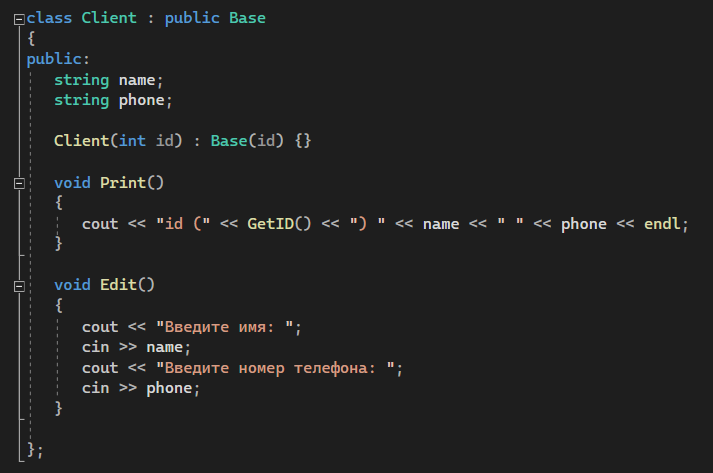 class Client : public Base
{
public:
string name;
string phone;
Client(int id) : Base(id) {}
void Print()
{
cout << "id (" << GetID() << ") " << name << " " << phone << endl;
}
void Edit()
{
cout << "Введите имя: ";
cin >> name;
cout << "Введите номер телефона: ";
cin >> phone;
}
};